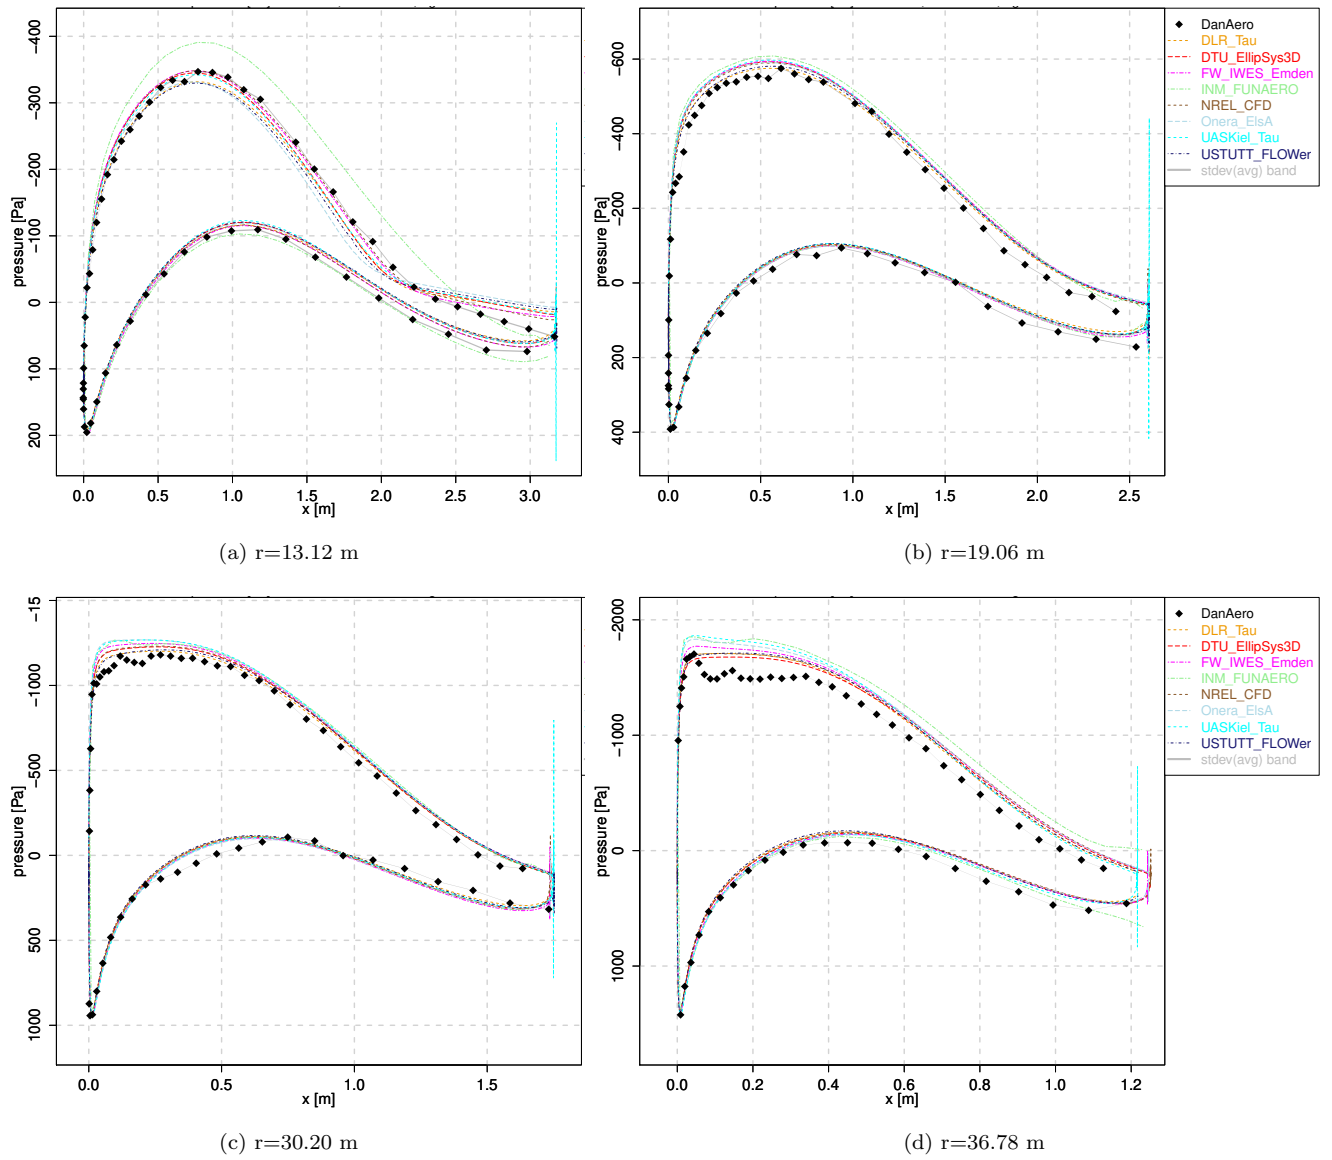 -400
-300
-200
-100
0
100
200
pressure [Pa]
0.0 0.5 1.0 1.5 2.0 2.5 3.0
x [m]
(a) r=13.12 m
-600
-400
-200
0
200
400
pressure [Pa]
0.0 0.5 1.0 1.5 2.0 2.5
x [m]
(b) r=19.06 m
DanAero
DLR_Tau
DTU_EllipSys3D
FW_IWES_Emden
INM_FUNAERO
NREL_CFD
Onera_ElsA
UASKiel_Tau
USTUTT_FLOWer
stdev(avg) band
-15
-1000
-500
0
500
1000
pressure [Pa]
0.0 0.5 1.0 1.5
x [m]
(c) r=30.20 m
-2000
-1000
0
1000
pressure [Pa]
0.0 0.2 0.4 0.6 0.8 1.0 1.2
x [m]
(d) r=36.78 m
DanAero
DLR_Tau
DTU_EllipSys3D
FW_IWES_Emden
INM_FUNAERO
NREL_CFD
Onera_ElsA
UASKiel_Tau
USTUTT_FLOWer
stdev(avg) band